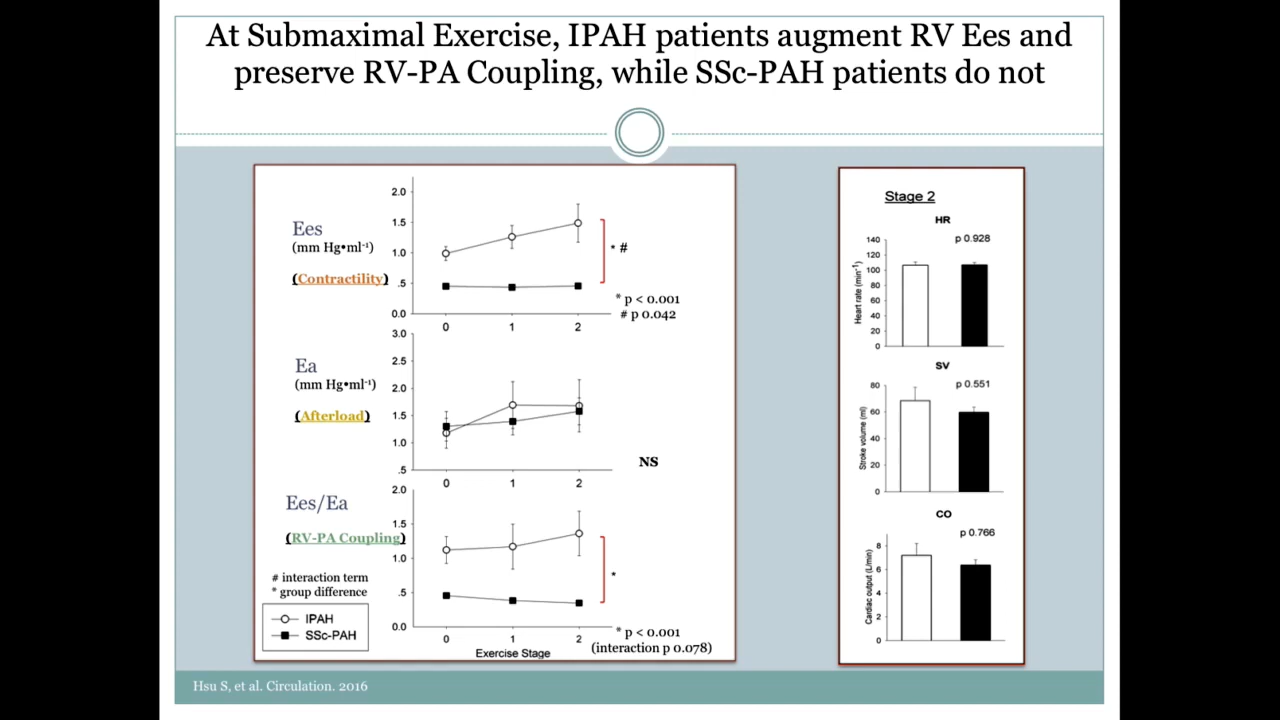 At Submaximal Exercise, IPAH patients augment RV Ees and
preserve RV-PA Coupling, while SSc-PAH patients do not
Ees
(mm Hg•ml⁻¹)
(Contractility)
2.0
1.5
1.0
.5
0.0
0 1 2
* #
* p < 0.001
# p 0.042
Ea
(mm Hg•ml⁻¹)
(Afterload)
3.0
2.5
2.0
1.5
1.0
.5
0 1 2
NS
Ees/Ea
(RV-PA Coupling)
2.0
1.5
1.0
.5
0.0
0 1 2
Exercise Stage
*
* p < 0.001
(interaction p 0.078)
# interaction term
* group difference
IPAH
SSc-PAH
Stage 2
HR
p 0.928
Heart rate (min⁻¹)
140
120
100
80
60
40
20
0
SV
p 0.551
Stroke volume (ml)
80
60
40
20
0
CO
p 0.766
Cardiac output (L/min)
8
6
4
2
0
Hsu S, et al. Circulation. 2016